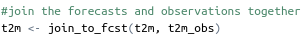 #join the forecasts and observations together
t2m <- join_to_fcst(t2m, t2m_obs)